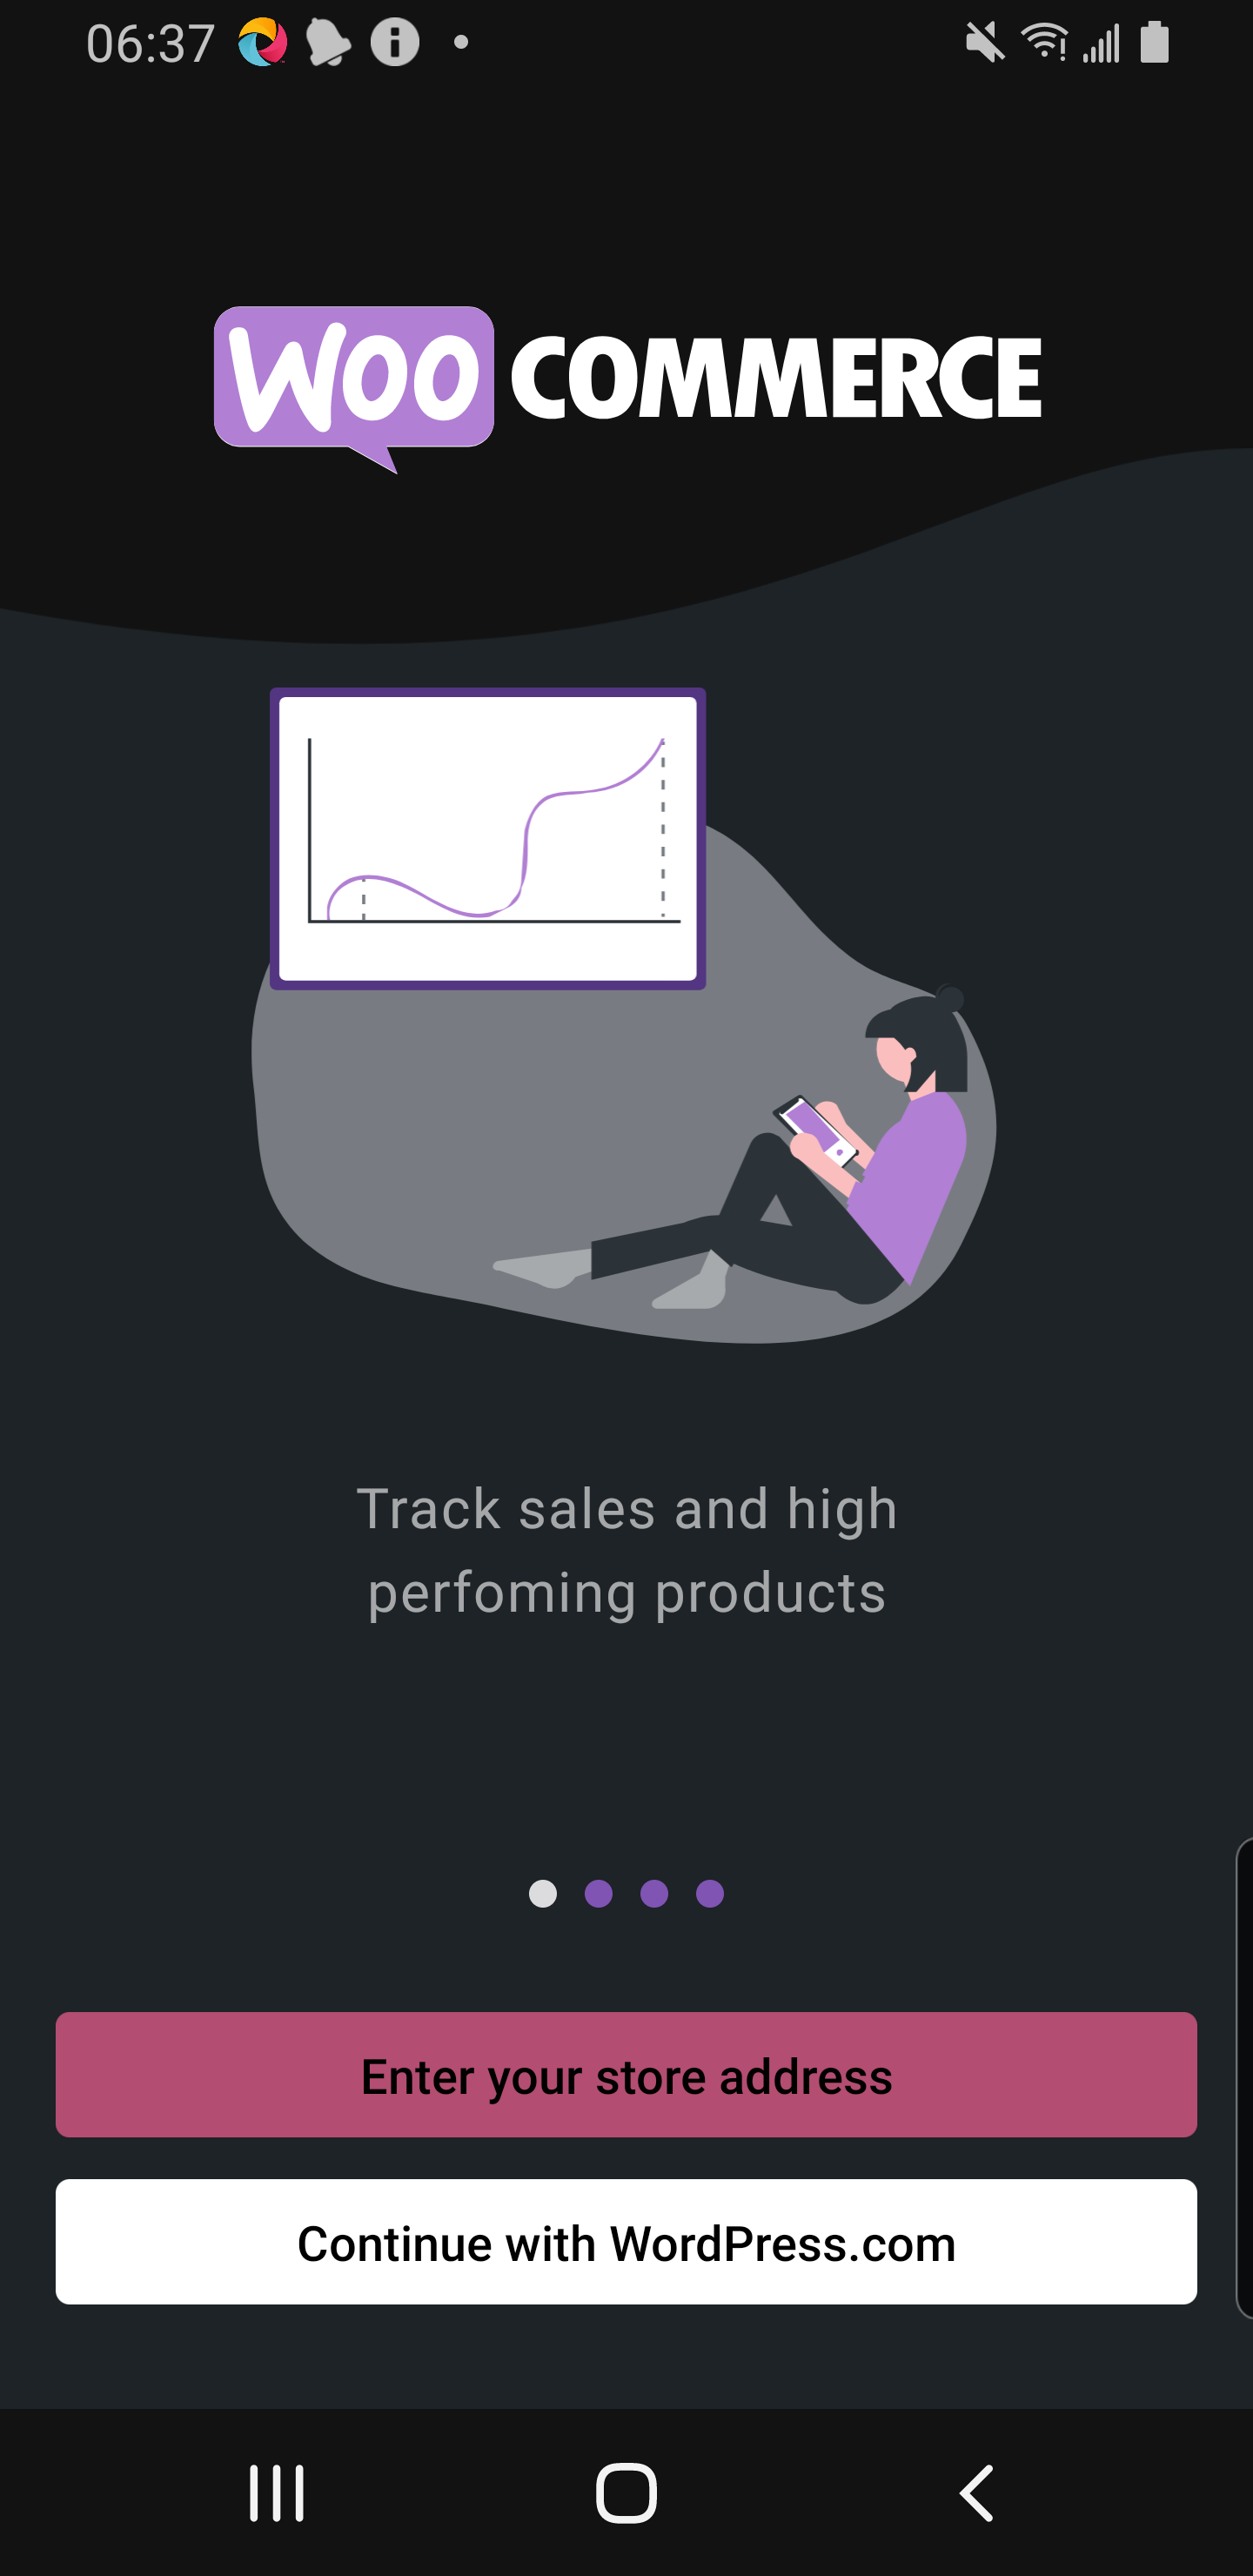 06:37
WOO COMMERCE
Track sales and high
perfoming products
Enter your store address
Continue with WordPress.com